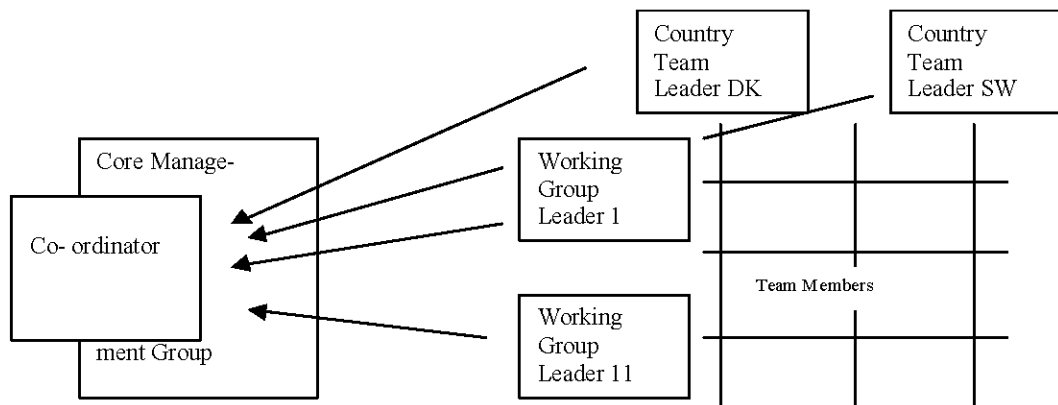 Country
Team
Leader DK
Country
Team
Leader SW
Core Manage-
ment Group
Co- ordinator
Working
Group
Leader 1
Team Members
Working
Group
Leader 11